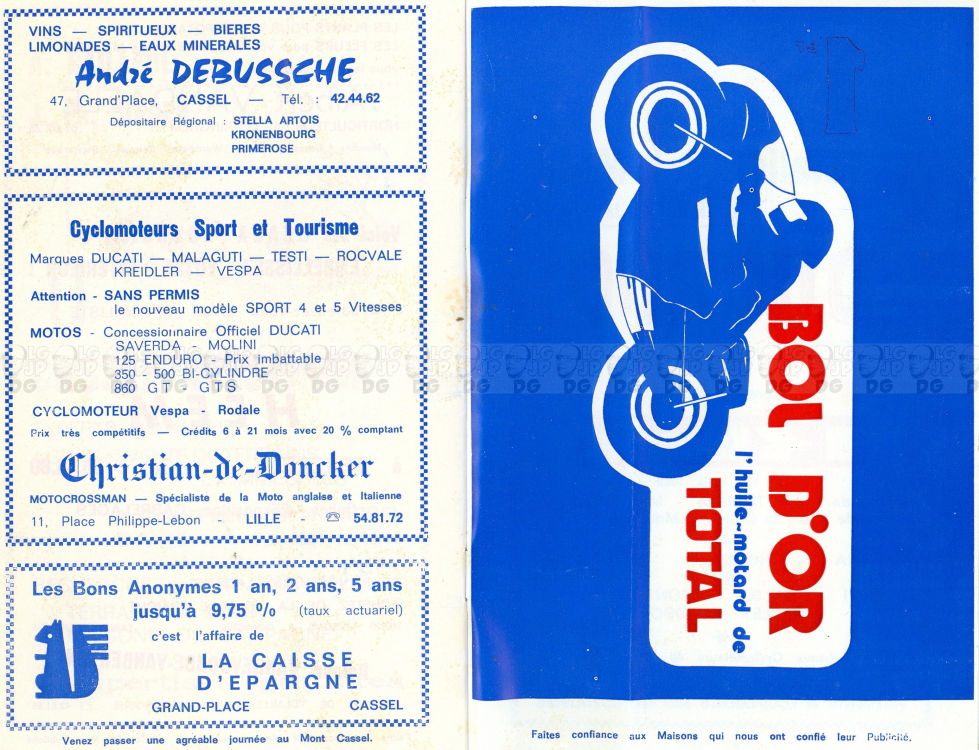 VINS — SPIRITUEUX — BIERES
LIMONADES — EAUX MINERALES
André DEBUSSCHE
47, Grand'Place, CASSEL — Tél. : 42.44.62
Dépositaire Régional : STELLA ARTOIS
KRONENBOURG
PRIMEROSE
Cyclomoteurs Sport et Tourisme
Marques DUCATI — MALAGUTI — TESTI — ROCVALE
KREIDLER — VESPA
Attention - SANS PERMIS
le nouveau modèle SPORT 4 et 5 Vitesses
MOTOS - Concessionnaire Officiel DUCATI
SAVERDA - MOLINI
125 ENDURO - Prix imbattable
350 - 500 BI-CYLINDRE
860 GT - GTS
CYCLOMOTEUR Vespa - Rodale
Prix très compétitifs — Crédits 6 à 21 mois avec 20 % comptant
Christian-de-Doncker
MOTOCROSSMAN — Spécialiste de la Moto anglaise et Italienne
11, Place Philippe-Lebon - LILLE - ☏ 54.81.72
Les Bons Anonymes 1 an, 2 ans, 5 ans
jusqu'à 9,75 % (taux actuariel)
c'est l'affaire de
LA CAISSE
D'EPARGNE
GRAND-PLACE CASSEL
Venez passer une agréable journée au Mont Cassel.
BOL D'OR
l'huile~motard de
TOTAL
Faites confiance aux Maisons qui nous ont confié leur Publicité.